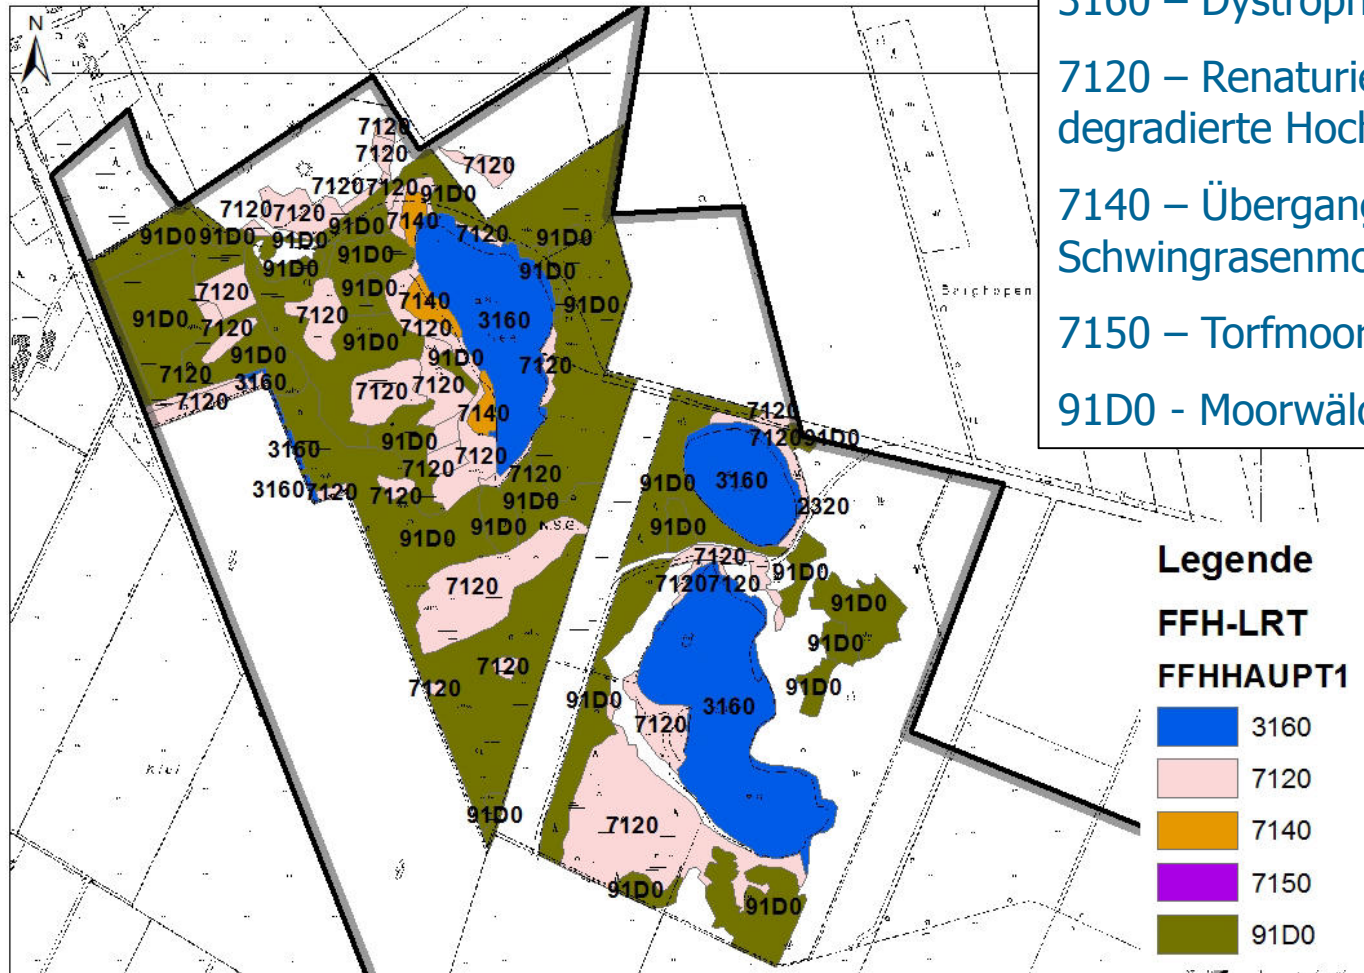 N
3160 – Dystroph
7120 – Renaturie
degradierte Hoch
7140 – Übergang
Schwingrasenmo
7150 – Torfmoor
91D0 - Moorwäld
7120
7120
7120
7120 7120 91D0
7120 7120 91D0 7140
91D0 91D0 91D0 7120 91D0
91D0 91D0 91D0
7120 91D0 7140 91D0
91D0 7120 7120 7120 3160
91D0 91D0 91D0 7120
7120 3160 7120 7120
7120 7140 7120
91D0 7120 91D0
3160 7120 7120 91D0 3160
3160 7120 7120 91D0 2320
91D0 91D0 N.S.G. 91D0
7120
7120 7120 7120 91D0
91D0
91D0
7120 91D0
7120 91D0 3160
7120
Kiel
91D0 7120
91D0 91D0
Barghopen
Legende
FFH-LRT
FFHHAUPT1
3160
7120
7140
7150
91D0